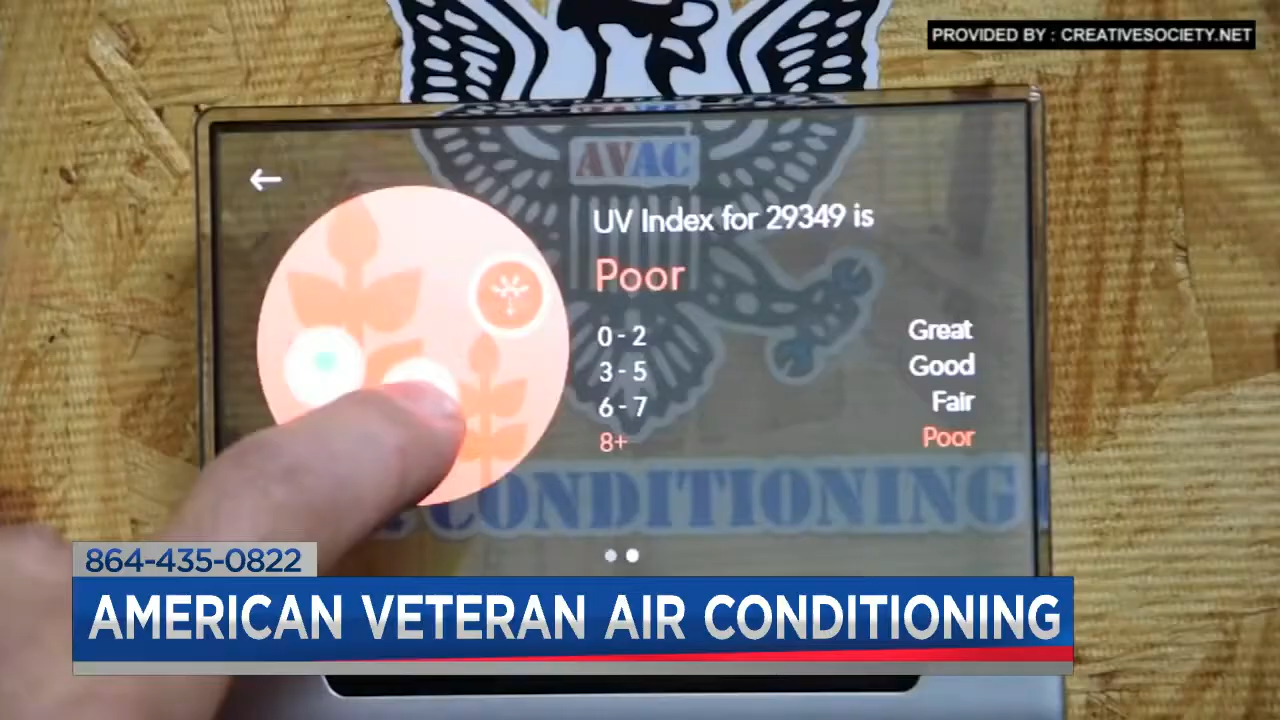 PROVIDED BY : CREATIVESOCIETY.NET
AVAC
UV Index for 29349 is
Poor
0 - 2 Great
3 - 5 Good
6 - 7 Fair
8+ Poor
CONDITIONING
864-435-0822
AMERICAN VETERAN AIR CONDITIONING